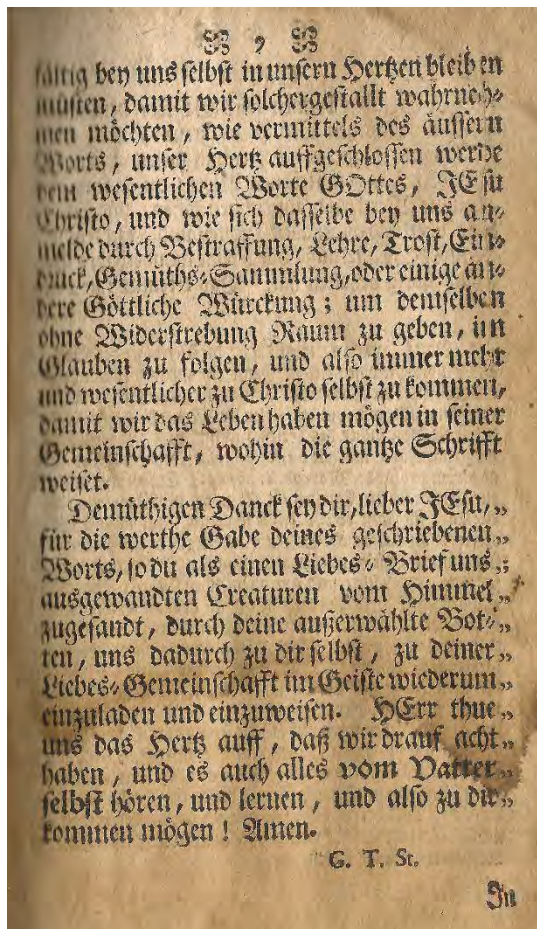 9
fältig bey uns selbst in unsern Hertzen bleiben
müsten, damit wir solchergestallt wahrneh⸗
men möchten, wie vermittels des äussern
Worts, unser Hertz auffgeschlossen werde
dem wesentlichen Worte GOttes, JEsu
Christo, und wie sich dasselbe bey uns an⸗
melde durch Bestraffung, Lehre, Trost, Ein⸗
druck, Gemüths⸗Sammlung, oder einige an⸗
dere Göttliche Würckung; um demselben
ohne Widerstrebung Raum zu geben, im
Glauben zu folgen, und also immer mehr
und wesentlicher zu Christo selbst zu kommen,
damit wir das Leben haben mögen in seiner
Gemeinschafft, wohin die gantze Schrifft
weiset.
Demüthigen Danck sey dir, lieber JEsu, „
für die werthe Gabe deines geschriebenen „
Worts, so du als einen Liebes⸗Brief uns „
ausgewandten Creaturen vom Himmel „
zugesandt, durch deine außerwählte Bot⸗ „
ten, uns dadurch zu dir selbst, zu deiner „
Liebes⸗Gemeinschafft im Geiste wiederum „
einzuladen und einzuweisen. HErr thue „
uns das Hertz auff, daß wir drauf acht „
haben, und es auch alles vom Vatter „
selbst hören, und lernen, und also zu dir „
kommen mögen! Amen.
G. T. St.
In